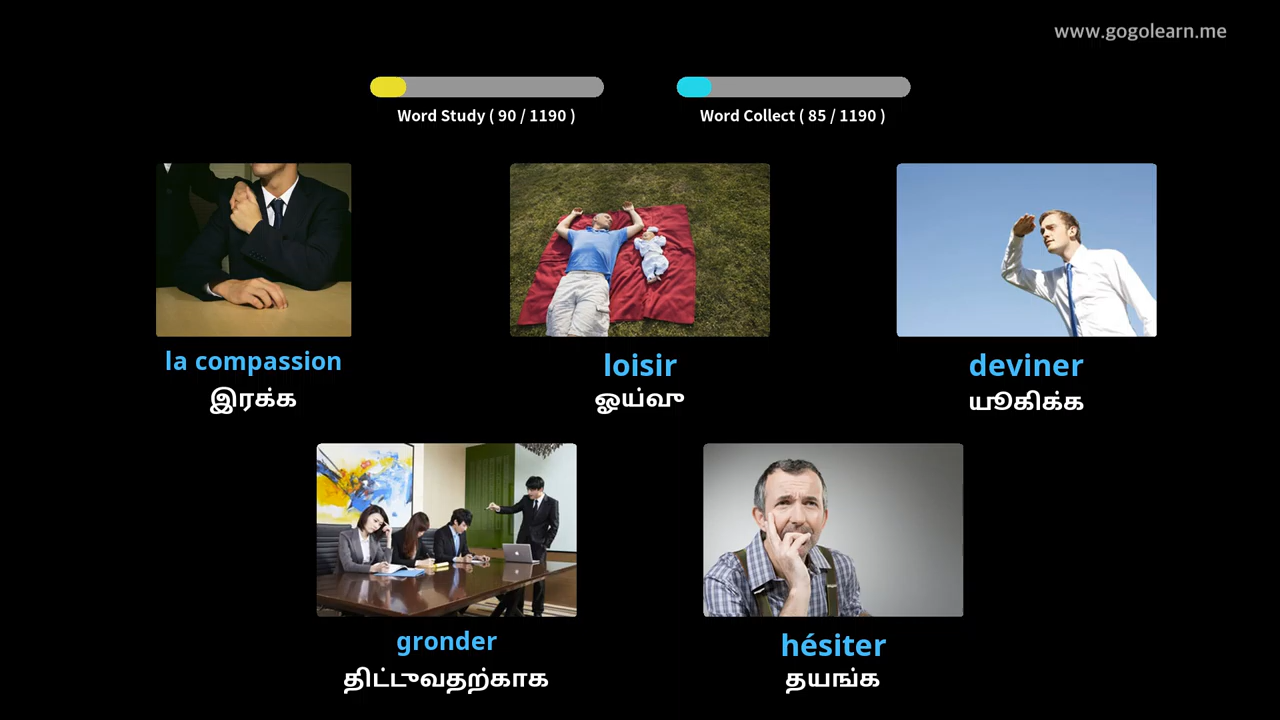 www.gogolearn.me
Word Study ( 90 / 1190 )
Word Collect ( 85 / 1190 )
la compassion
இரக்க
loisir
ஓய்வு
deviner
யூகிக்க
gronder
திட்டுவதற்காக
hésiter
தயங்க